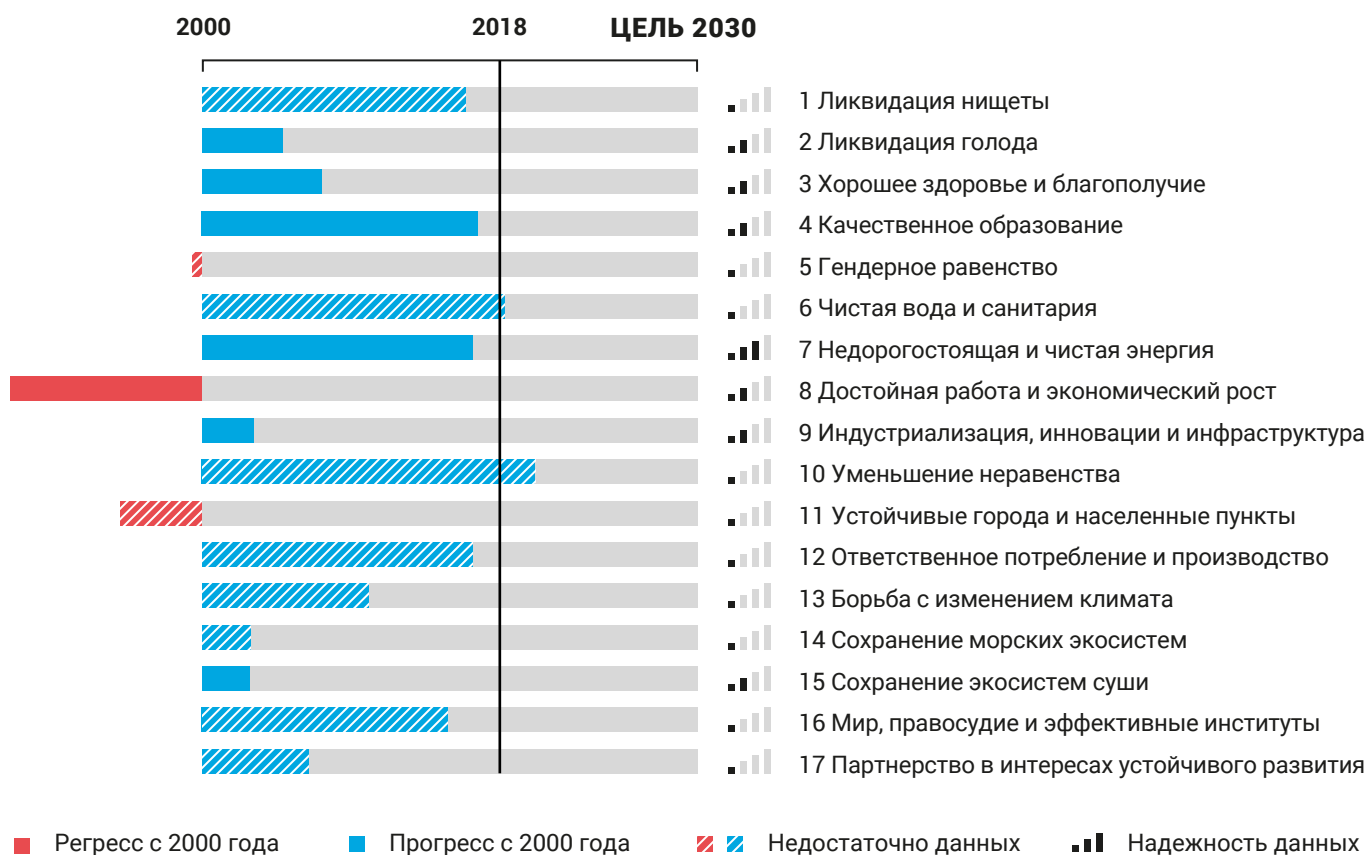 2000 2018 ЦЕЛЬ 2030
1 Ликвидация нищеты
2 Ликвидация голода
3 Хорошее здоровье и благополучие
4 Качественное образование
5 Гендерное равенство
6 Чистая вода и санитария
7 Недорогостоящая и чистая энергия
8 Достойная работа и экономический рост
9 Индустриализация, инновации и инфраструктура
10 Уменьшение неравенства
11 Устойчивые города и населенные пункты
12 Ответственное потребление и производство
13 Борьба с изменением климата
14 Сохранение морских экосистем
15 Сохранение экосистем суши
16 Мир, правосудие и эффективные институты
17 Партнерство в интересах устойчивого развития
Регресс с 2000 года Прогресс с 2000 года Недостаточно данных Надежность данных